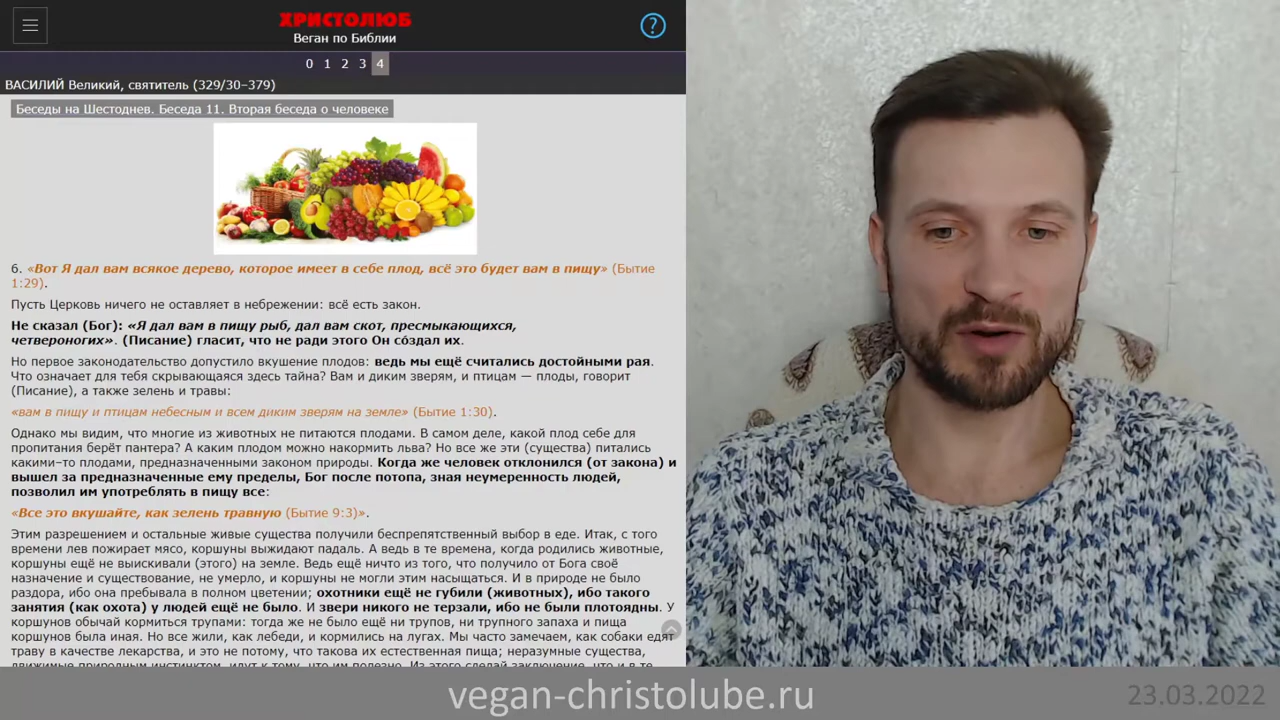 ХРИСТОЛЮБ
Веган по Библии
?
0 1 2 3 4
ВАСИЛИЙ Великий, святитель (329/30–379)
Беседы на Шестоднев. Беседа 11. Вторая беседа о человеке
6. «Вот Я дал вам всякое дерево, которое имеет в себе плод, всё это будет вам в пищу» (Бытие
1:29).
Пусть Церковь ничего не оставляет в небрежении: всё есть закон.
Не сказал (Бог): «Я дал вам в пищу рыб, дал вам скот, пресмыкающихся,
четвероногих». (Писание) гласит, что не ради этого Он со́здал их.
Но первое законодательство допустило вкушение плодов: ведь мы ещё считались достойными рая.
Что означает для тебя скрывающаяся здесь тайна? Вам и диким зверям, и птицам — плоды, говорит
(Писание), а также зелень и травы:
«вам в пищу и птицам небесным и всем диким зверям на земле» (Бытие 1:30).
Однако мы видим, что многие из животных не питаются плодами. В самом деле, какой плод себе для
пропитания берёт пантера? А каким плодом можно накормить льва? Но все же эти (существа) питались
какими–то плодами, предназначенными законом природы. Когда же человек отклонился (от закона) и
вышел за предназначенные ему пределы, Бог после потопа, зная неумеренность людей,
позволил им употреблять в пищу все:
«Все это вкушайте, как зелень травную (Бытие 9:3)».
Этим разрешением и остальные живые существа получили беспрепятственный выбор в еде. Итак, с того
времени лев пожирает мясо, коршуны выжидают падаль. А ведь в те времена, когда родились животные,
коршуны ещё не выискивали (этого) на земле. Ведь ещё ничто из того, что получило от Бога своё
назначение и существование, не умерло, и коршуны не могли этим насыщаться. И в природе не было
раздора, ибо она пребывала в полном цветении; охотники ещё не губили (животных), ибо такого
занятия (как охота) у людей ещё не было. И звери никого не терзали, ибо не были плотоядны. У
коршунов обычай кормиться трупами: тогда же не было ещё ни трупов, ни трупного запаха и пища
коршунов была иная. Но все жили, как лебеди, и кормились на лугах. Мы часто замечаем, как собаки едят
траву в качестве лекарства, и это не потому, что такова их естественная пища; неразумные существа,
движимые природным инстинктом, идут к тому, что им полезно. Из этого сделай заключение, что и в те
vegan-christolube.ru
23.03.2022